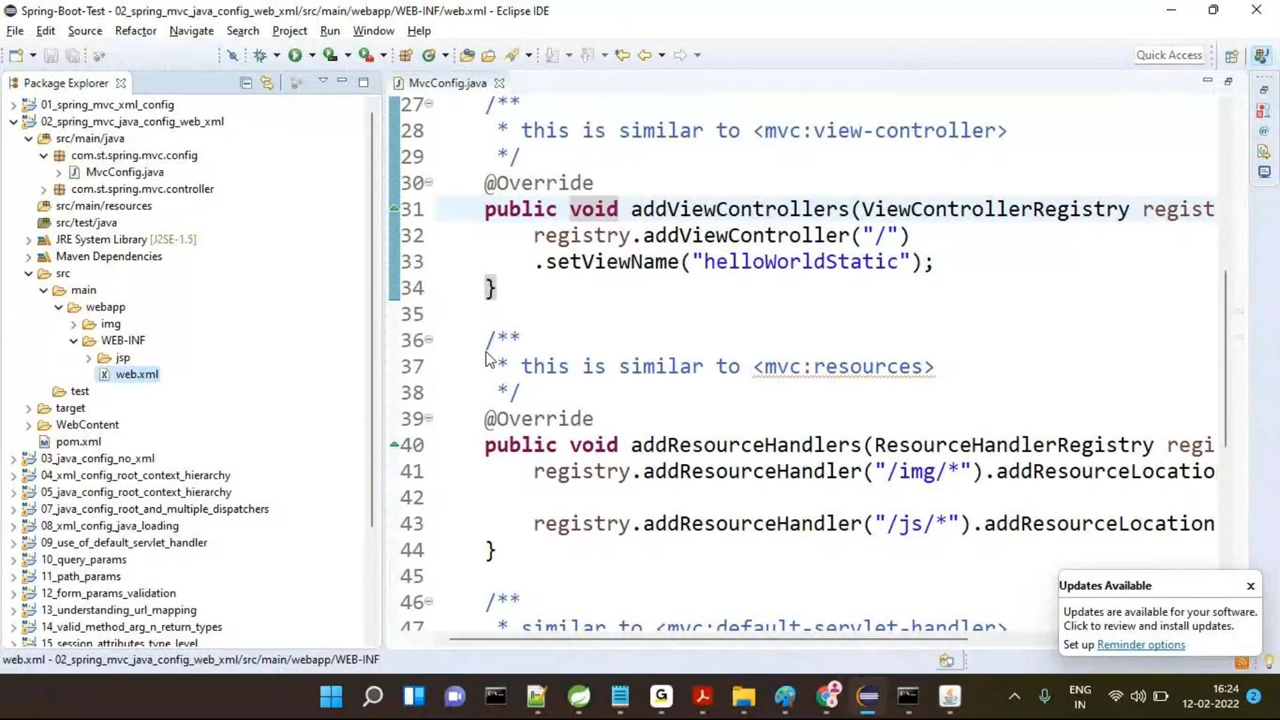 Spring-Boot-Test - 02_spring_mvc_java_config_web_xml/src/main/webapp/WEB-INF/web.xml - Eclipse IDE
File Edit Source Refactor Navigate Search Project Run Window Help
Quick Access
Package Explorer
01_spring_mvc_xml_config
02_spring_mvc_java_config_web_xml
src/main/java
com.st.spring.mvc.config
MvcConfig.java
com.st.spring.mvc.controller
src/main/resources
src/test/java
JRE System Library [J2SE-1.5]
Maven Dependencies
src
main
webapp
img
WEB-INF
jsp
web.xml
test
target
WebContent
pom.xml
03_java_config_no_xml
04_xml_config_root_context_hierarchy
05_java_config_root_context_hierarchy
07_java_config_root_and_multiple_dispatchers
08_xml_config_java_loading
09_use_of_default_servlet_handler
10_query_params
11_path_params
12_form_params_validation
13_understanding_url_mapping
14_valid_method_arg_n_return_types
15_session_attributes_type_level
MvcConfig.java
27 /**
28 * this is similar to <mvc:view-controller>
29 */
30 @Override
31 public void addViewControllers(ViewControllerRegistry regist
32 registry.addViewController("/")
33 .setViewName("helloWorldStatic");
34 }
35
36 /**
37 * this is similar to <mvc:resources>
38 */
39 @Override
40 public void addResourceHandlers(ResourceHandlerRegistry regi
41 registry.addResourceHandler("/img/*").addResourceLocatio
42
43 registry.addResourceHandler("/js/*").addResourceLocation
44 }
45
46 /**
47 * similar to <mvc:default-servlet-handler>
Updates Available
Updates are available for your software.
Click to review and install updates.
Set up Reminder options
web.xml - 02_spring_mvc_java_config_web_xml/src/main/webapp/WEB-INF
ENG
IN
16:24
12-02-2022
2